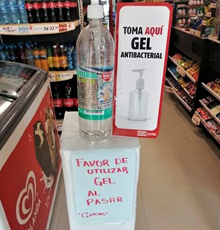 TOMA AQUÍ
GEL
ANTIBACTERIAL
FAVOR DE
UTILIZAR
GEL
AL
PASAR
"GRACIAS"